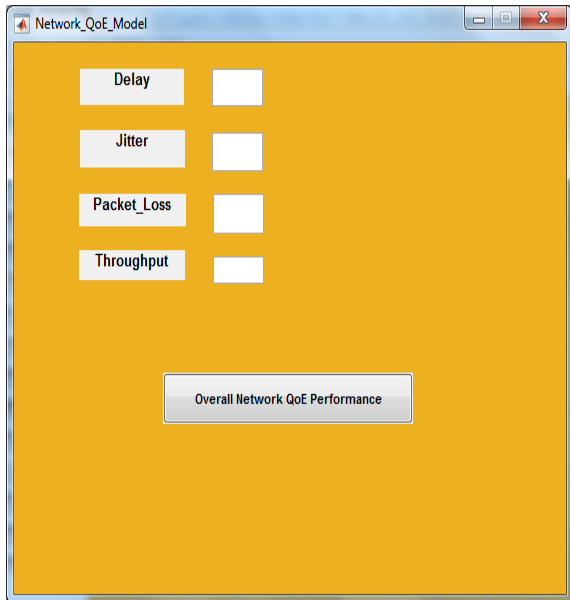 Network_QoE_Model
Delay
Jitter
Packet_Loss
Throughput
Overall Network QoE Performance